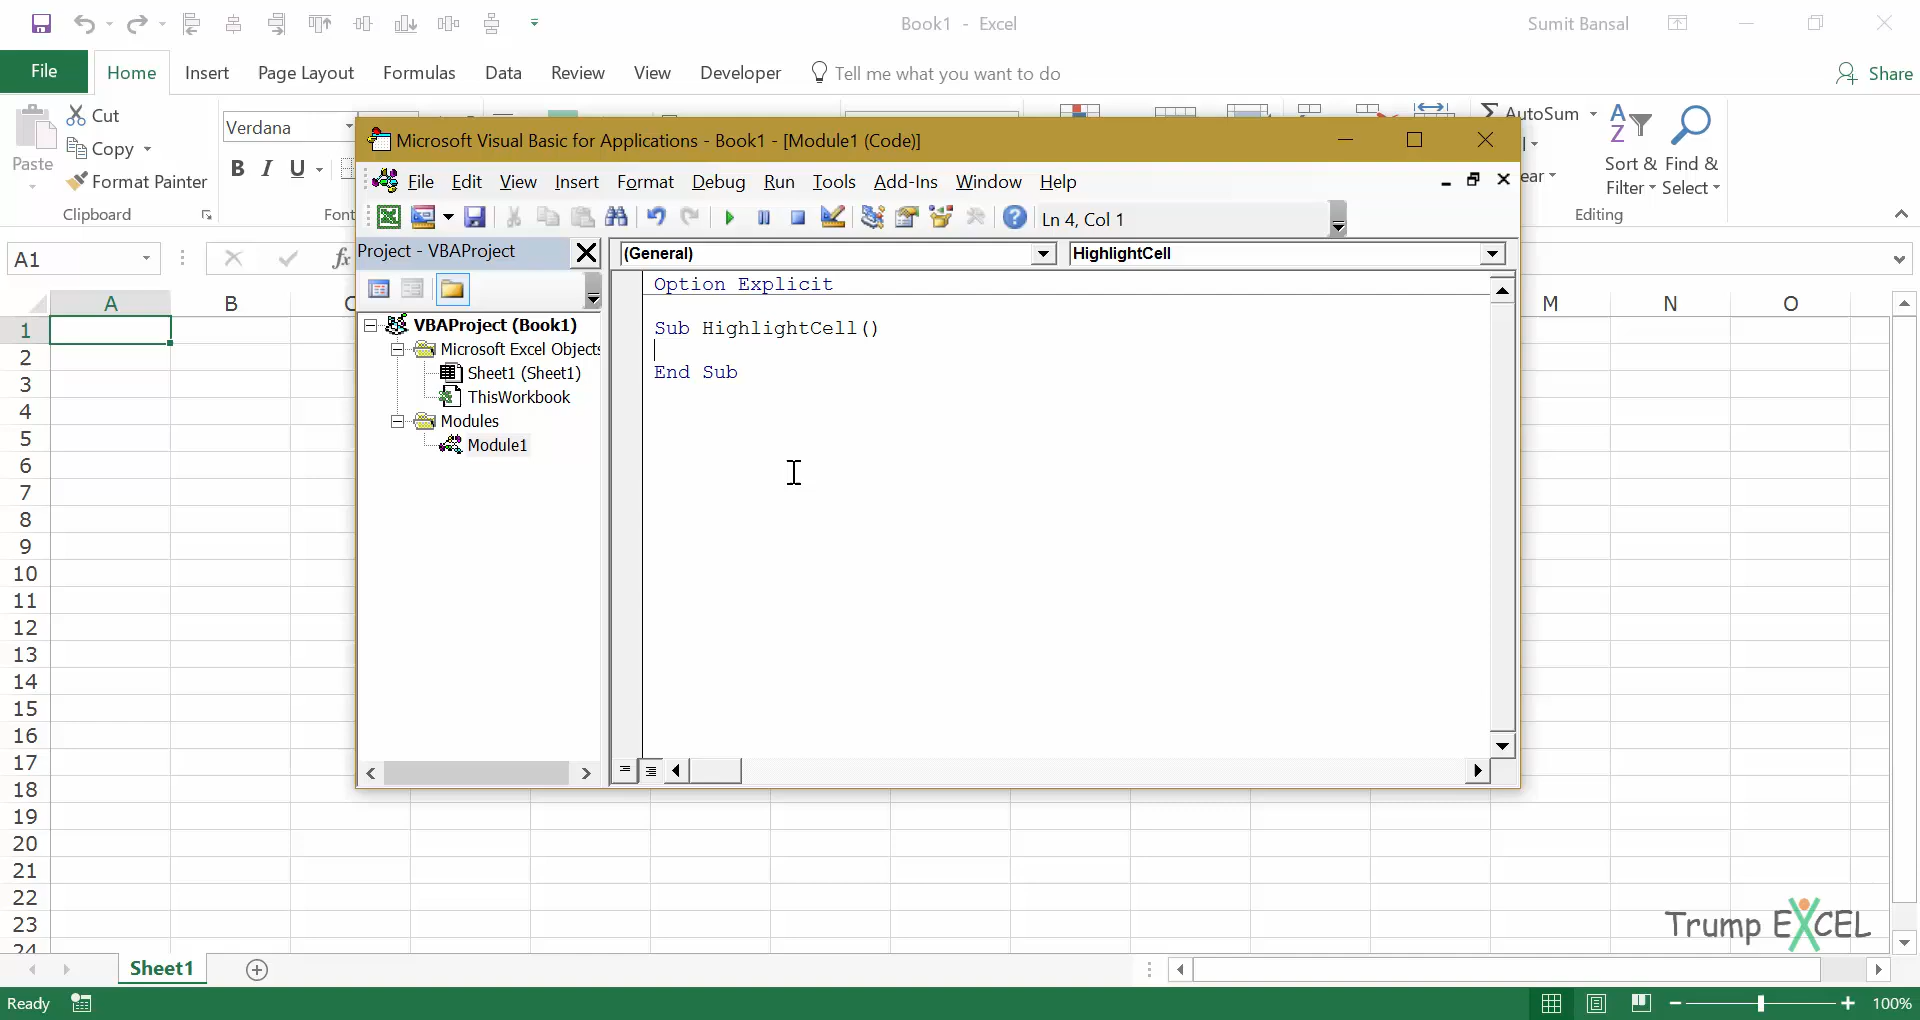 Book1 - Excel
Sumit Bansal
File Home Insert Page Layout Formulas Data Review View Developer Tell me what you want to do Share
Cut
Copy
Format Painter
Paste
Clipboard
Verdana
B I U
Font
AutoSum
Sort & Filter
Find & Select
Editing
Microsoft Visual Basic for Applications - Book1 - [Module1 (Code)]
File Edit View Insert Format Debug Run Tools Add-Ins Window Help
Ln 4, Col 1
A1
fx
Project - VBAProject
(General)
HighlightCell
VBAProject (Book1)
Microsoft Excel Objects
Sheet1 (Sheet1)
ThisWorkbook
Modules
Module1
Option Explicit
Sub HighlightCell()
End Sub
A B M N O
1
2
3
4
5
6
7
8
9
10
11
12
13
14
15
16
17
18
19
20
21
22
23
24
Trump EXCEL
Sheet1
Ready
100%